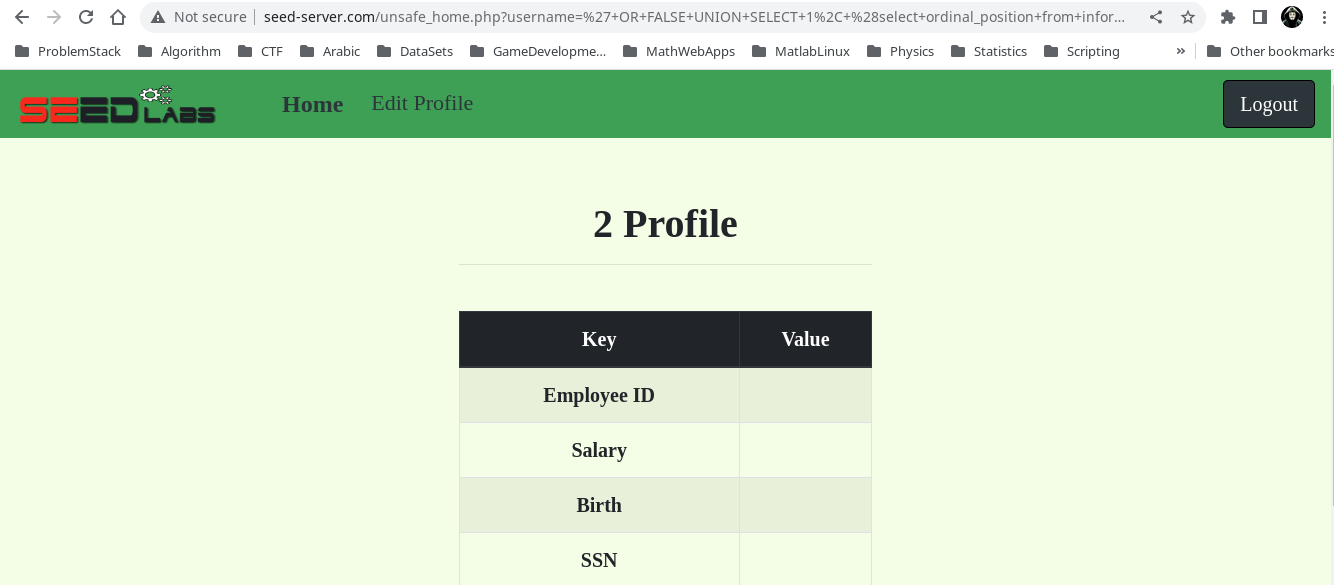 Not secure seed-server.com/unsafe_home.php?username=%27+OR+FALSE+UNION+SELECT+1%2C+%28select+ordinal_position+from+infor...
ProblemStack Algorithm CTF Arabic DataSets GameDevelopme... MathWebApps MatlabLinux Physics Statistics Scripting » Other bookmarks
SEED LABS Home Edit Profile Logout
2 Profile
Key Value
Employee ID
Salary
Birth
SSN